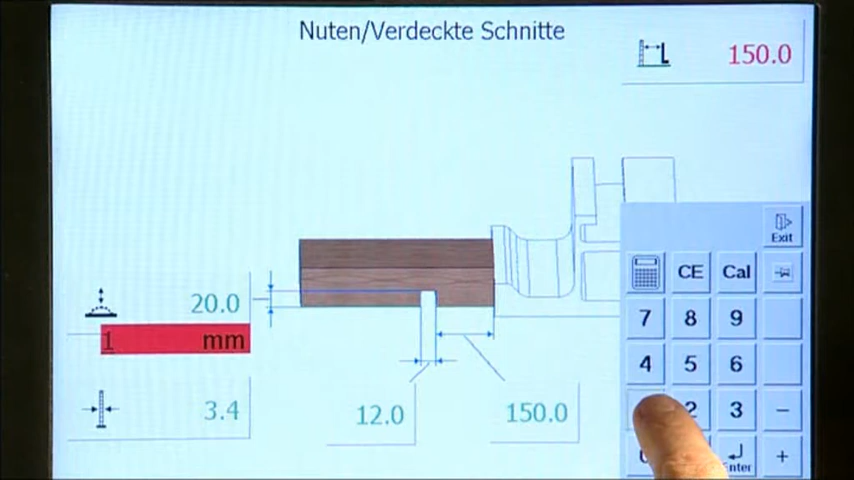 Nuten/Verdeckte Schnitte
150.0
Exit
CE Cal
7 8 9
20.0
1 mm
4 5 6
3.4
12.0
150.0
2 3 −
Enter +